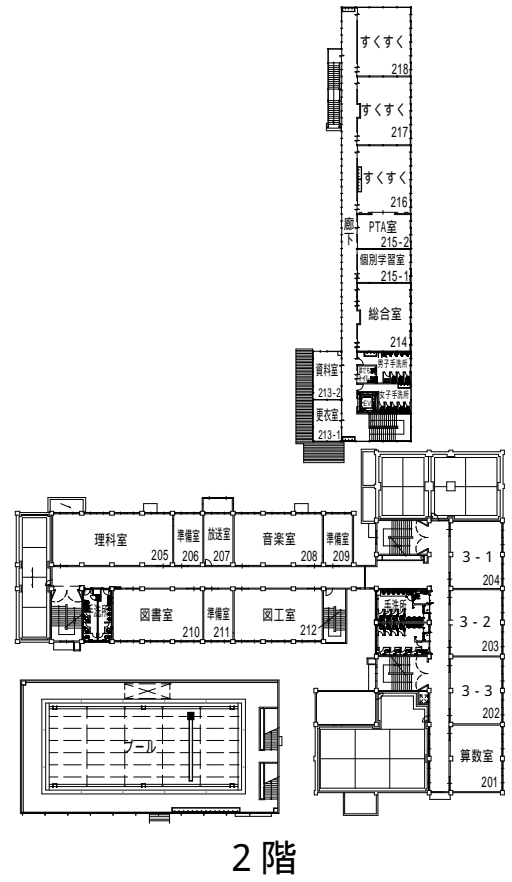 すくすく
218
すくすく
217
すくすく
216
廊下
PTA室
215-2
個別学習室
215-1
総合室
214
男子手洗所
女子手洗所
EV
資料室
213-2
更衣室
213-1
理科室
205
準備室
206
放送室
207
音楽室
208
準備室
209
図書室
210
準備室
211
図工室
212
手洗所
3-1
204
3-2
203
3-3
202
算数室
201
プール
2階